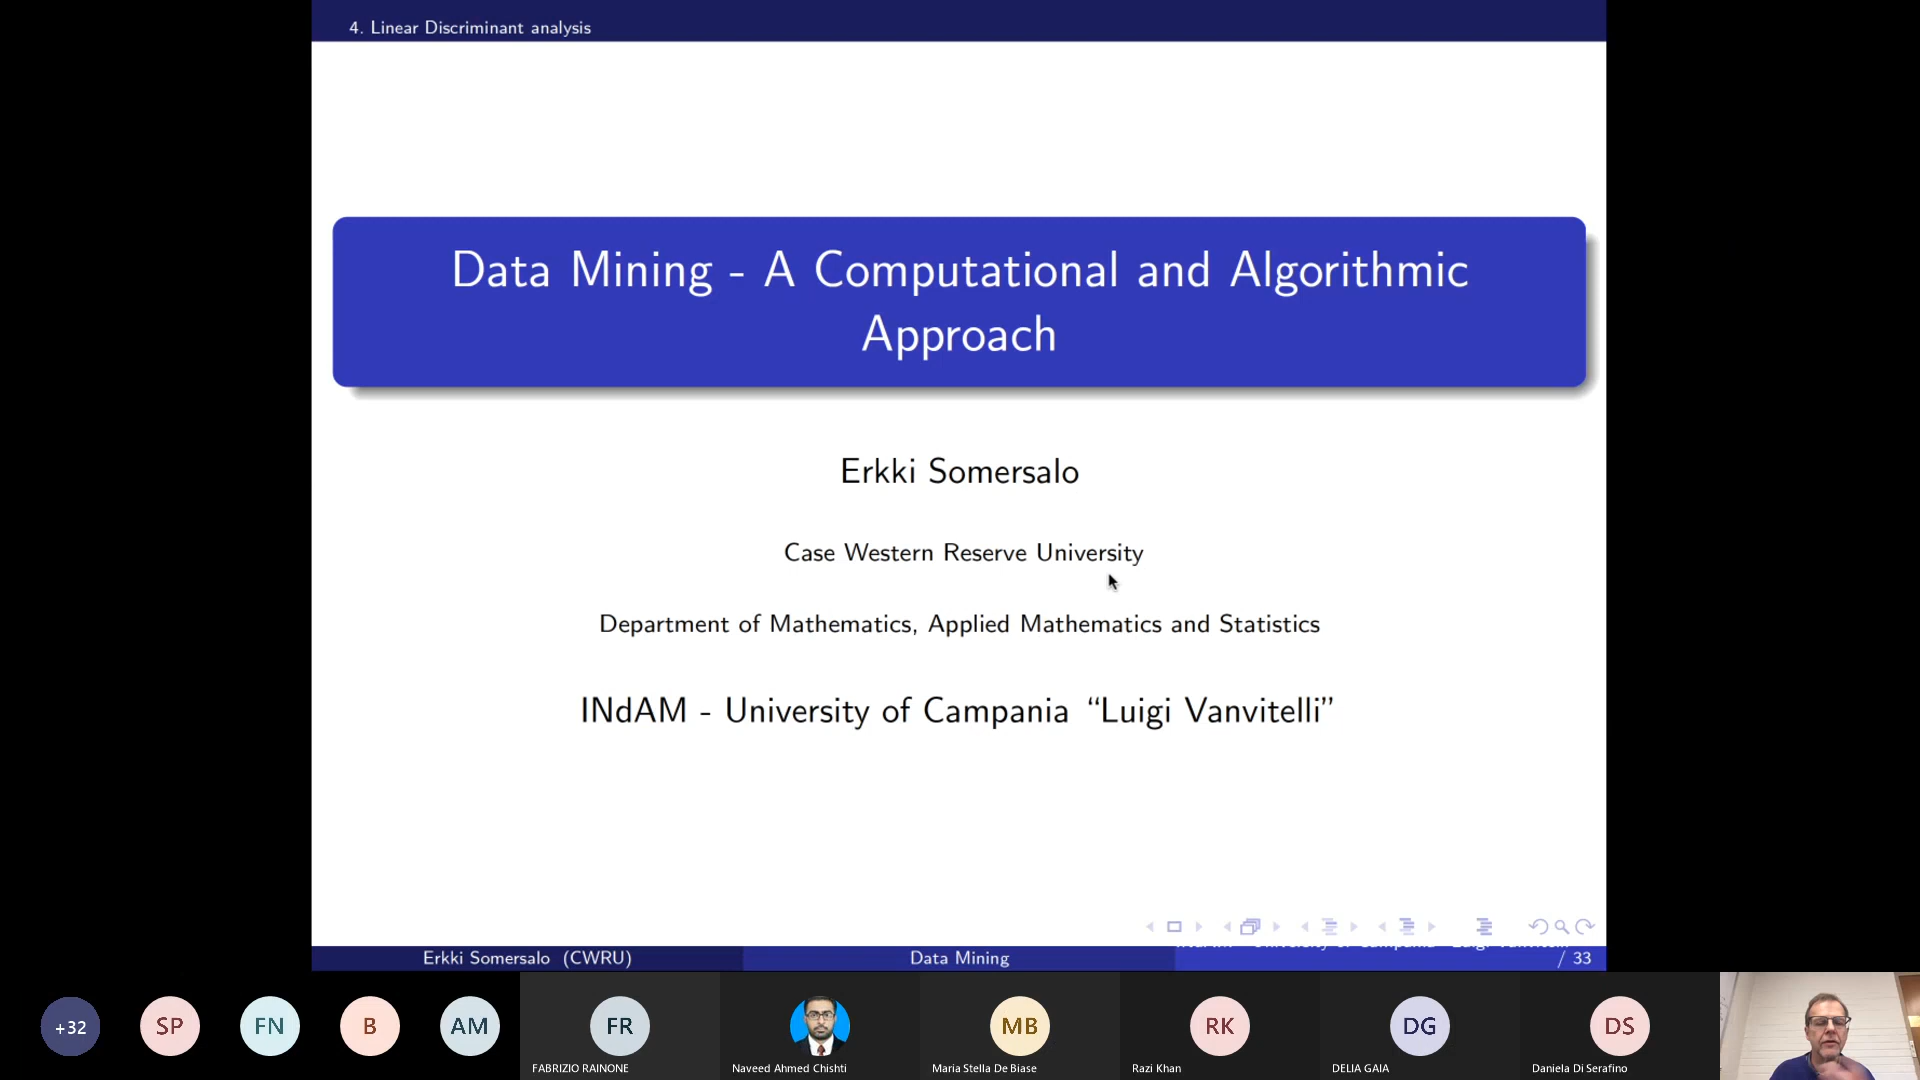 4. Linear Discriminant analysis
Data Mining - A Computational and Algorithmic
Approach
Erkki Somersalo
Case Western Reserve University
Department of Mathematics, Applied Mathematics and Statistics
INdAM - University of Campania “Luigi Vanvitelli”
Erkki Somersalo (CWRU)
Data Mining
/ 33
+32
SP
FN
B
AM
FR
MB
RK
DG
DS
FABRIZIO RAINONE
Naveed Ahmed Chishti
Maria Stella De Biase
Razi Khan
DELIA GAIA
Daniela Di Serafino